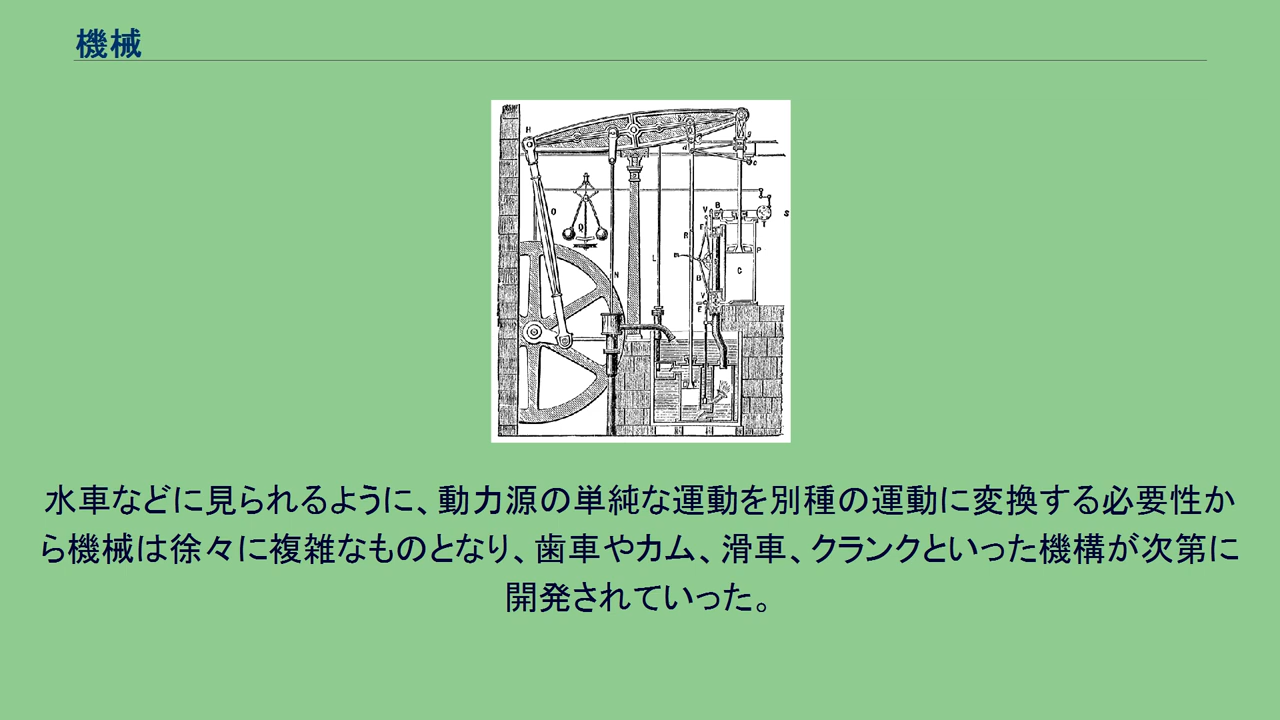 機械
H
O
Q
N
L
R
m
V
B
F
B
V
E
C
P
T
S
d
g
c
水車などに見られるように、動力源の単純な運動を別種の運動に変換する必要性か
ら機械は徐々に複雑なものとなり、歯車やカム、滑車、クランクといった機構が次第に
開発されていった。